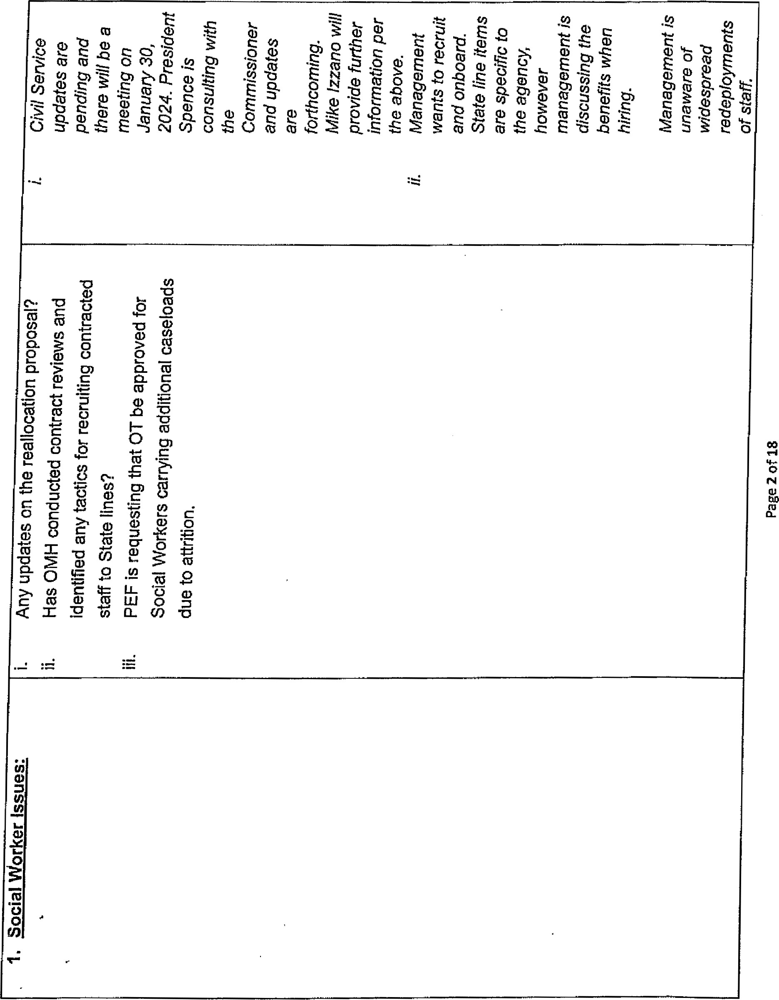 1. Social Worker Issues:
i. Any updates on the reallocation proposal?
ii. Has OMH conducted contract reviews and
identified any tactics for recruiting contracted
staff to State lines?
iii. PEF is requesting that OT be approved for
Social Workers carrying additional caseloads
due to attrition.
i. Civil Service
updates are
pending and
there will be a
meeting on
January 30,
2024. President
Spence is
consulting with
the
Commissioner
and updates
are
forthcoming.
Mike Izzano will
provide further
information per
the above.
ii. Management
wants to recruit
and onboard.
State line items
are specific to
the agency,
however
management is
discussing the
benefits when
hiring.
Management is
unaware of
widespread
redeployments
of staff.
Page 2 of 18